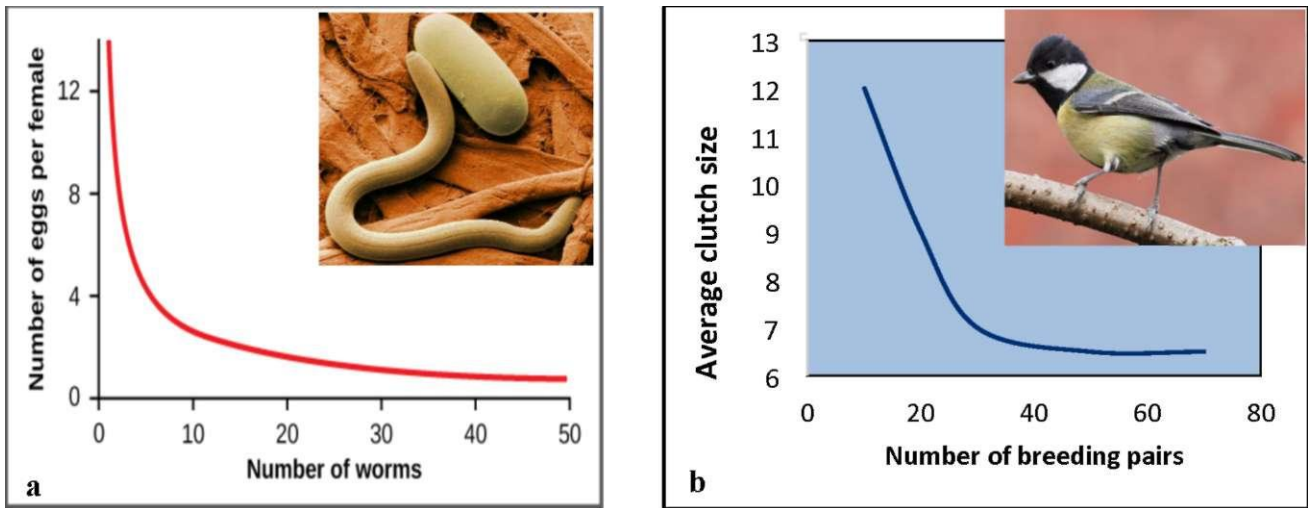 Number of eggs per female
12
8
4
0
0 10 20 30 40 50
Number of worms
a
Average clutch size
13
12
11
10
9
8
7
6
0 20 40 60 80
Number of breeding pairs
b